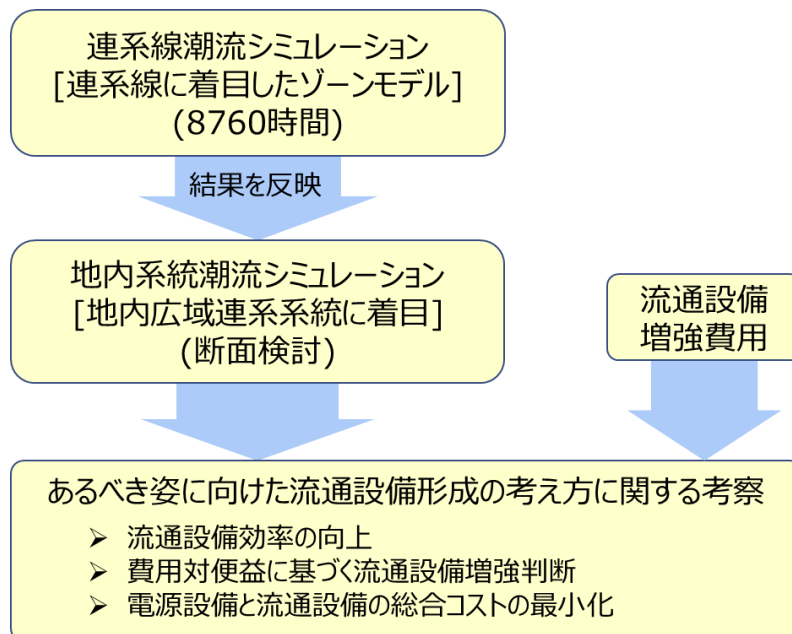 連系線潮流シミュレーション
[連系線に着目したゾーンモデル]
(8760時間)
結果を反映
地内系統潮流シミュレーション
[地内広域連系系統に着目]
(断面検討)
流通設備
増強費用
あるべき姿に向けた流通設備形成の考え方に関する考察
➢ 流通設備効率の向上
➢ 費用対便益に基づく流通設備増強判断
➢ 電源設備と流通設備の総合コストの最小化